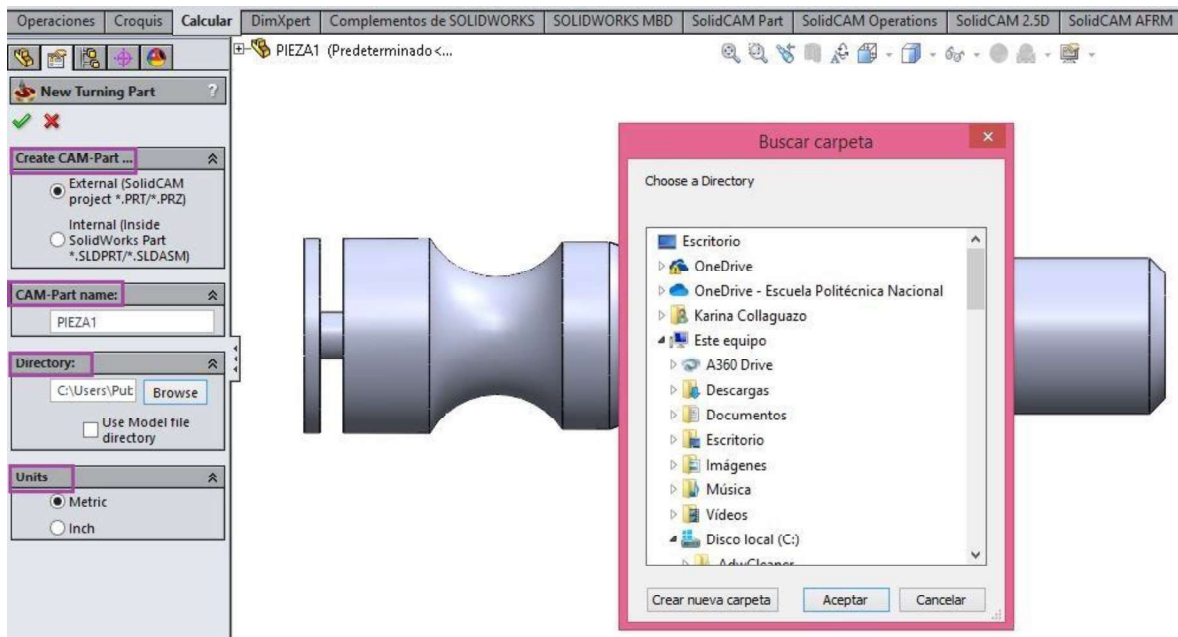 Operaciones Croquis Calcular DimXpert Complementos de SOLIDWORKS SOLIDWORKS MBD SolidCAM Part SolidCAM Operations SolidCAM 2.5D SolidCAM AFRM
PIEZA1 (Predeterminado<...
New Turning Part ?
Create CAM-Part ...
External (SolidCAM
project *.PRT/*.PRZ)
Internal (Inside
SolidWorks Part
*.SLDPRT/*.SLDASM)
CAM-Part name:
PIEZA1
Directory:
C:\Users\Put Browse
Use Model file
directory
Units
Metric
Inch
Buscar carpeta
Choose a Directory
Escritorio
OneDrive
OneDrive - Escuela Politécnica Nacional
Karina Collaguazo
Este equipo
A360 Drive
Descargas
Documentos
Escritorio
Imágenes
Música
Vídeos
Disco local (C:)
AdwCleaner
Crear nueva carpeta Aceptar Cancelar